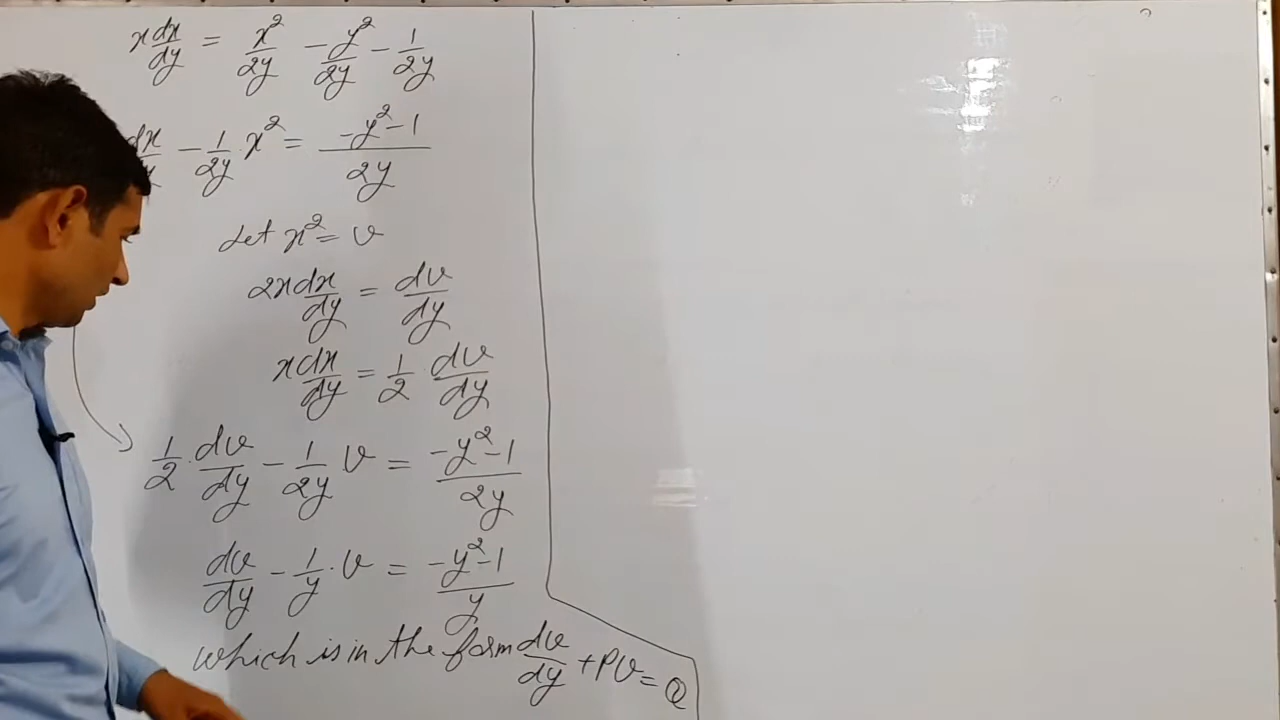 x dx/dy = x²/2y - y²/2y - 1/2y
dx/ - 1/2y · x² = -y²-1/2y
Let x² = v
2x dx/dy = dv/dy
x dx/dy = 1/2 dv/dy
1/2 · dv/dy - 1/2y v = -y²-1/2y
dv/dy - 1/y · v = -y²-1/y
which is in the form dv/dy + Pv = Q